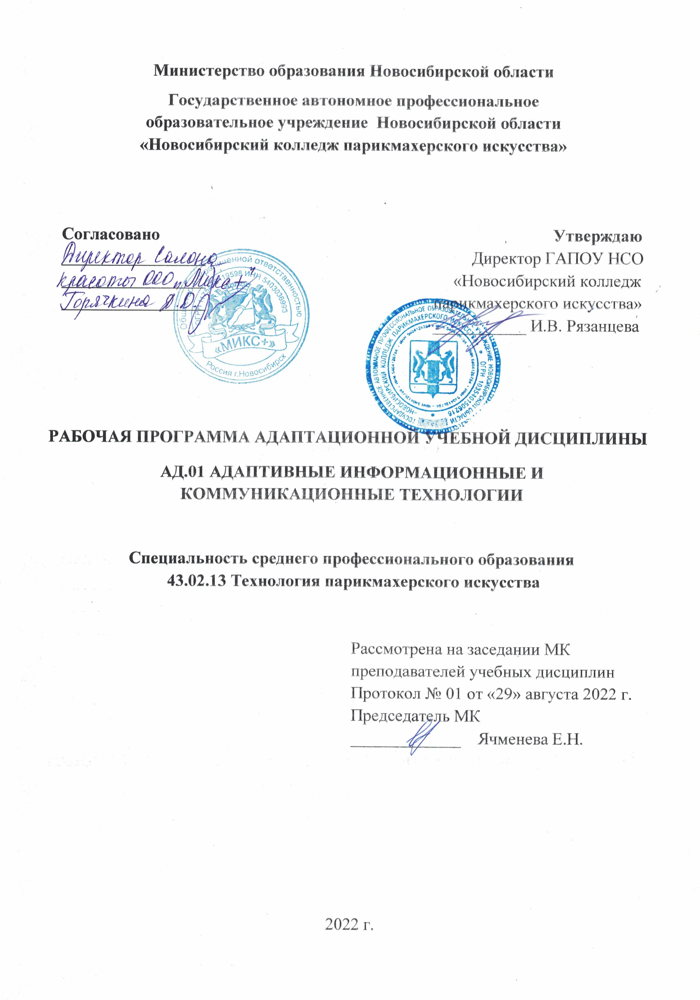 Министерство образования Новосибирской области
Государственное автономное профессиональное
образовательное учреждение Новосибирской области
«Новосибирский колледж парикмахерского искусства»
Согласовано
Директор Салона
красоты ООО "Микс+"
Горячкина Д.Д.
Общество с ограниченной ответственностью
19598 ИНН 5403036993
«МИКС+»
Россия г.Новосибирск
Утверждаю
Директор ГАПОУ НСО
«Новосибирский колледж
парикмахерского искусства»
____________ И.В. Рязанцева
ГОСУДАРСТВЕННОЕ АВТОНОМНОЕ ПРОФЕССИОНАЛЬНОЕ ОБРАЗОВАТЕЛЬНОЕ УЧРЕЖДЕНИЕ НОВОСИБИРСКОЙ ОБЛАСТИ
"НОВОСИБИРСКИЙ КОЛЛЕДЖ ПАРИКМАХЕРСКОГО ИСКУССТВА" * ОГРН 1035401506216 *
ИНН 5404126784
РАБОЧАЯ ПРОГРАММА АДАПТАЦИОННОЙ УЧЕБНОЙ ДИСЦИПЛИНЫ
АД.01 АДАПТИВНЫЕ ИНФОРМАЦИОННЫЕ И
КОММУНИКАЦИОННЫЕ ТЕХНОЛОГИИ
Специальность среднего профессионального образования
43.02.13 Технология парикмахерского искусства
Рассмотрена на заседании МК
преподавателей учебных дисциплин
Протокол № 01 от «29» августа 2022 г.
Председатель МК
______________ Ячменева Е.Н.
2022 г.